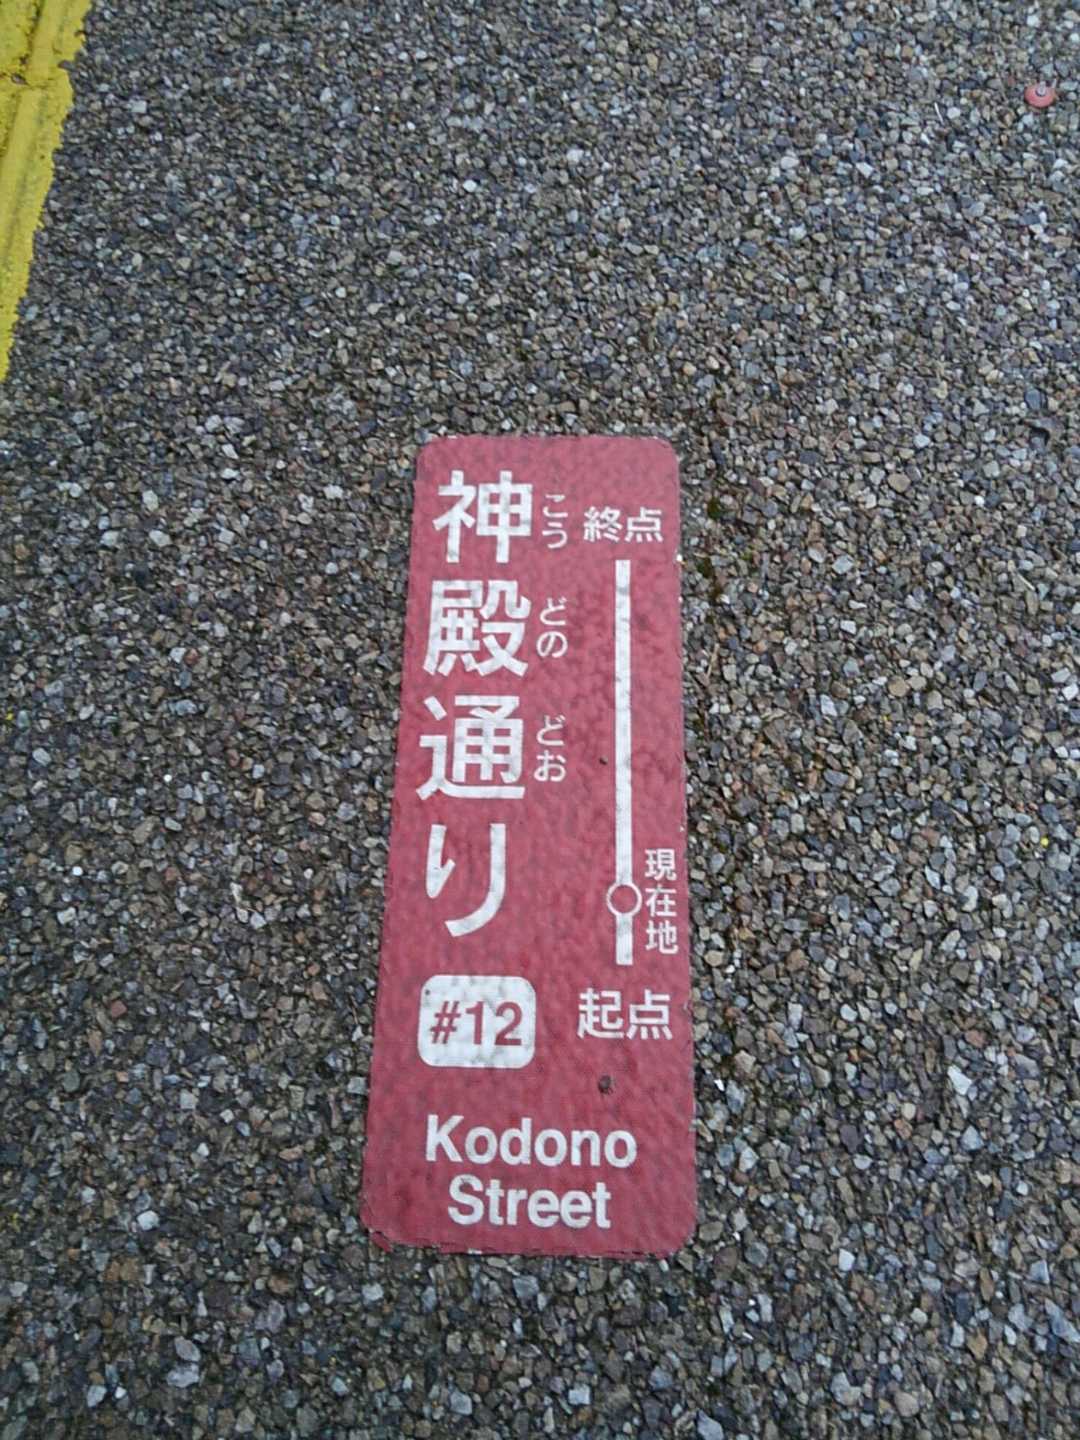 神殿通り
こう どの どお
終点
現在地
起点
#12
Kodono
Street